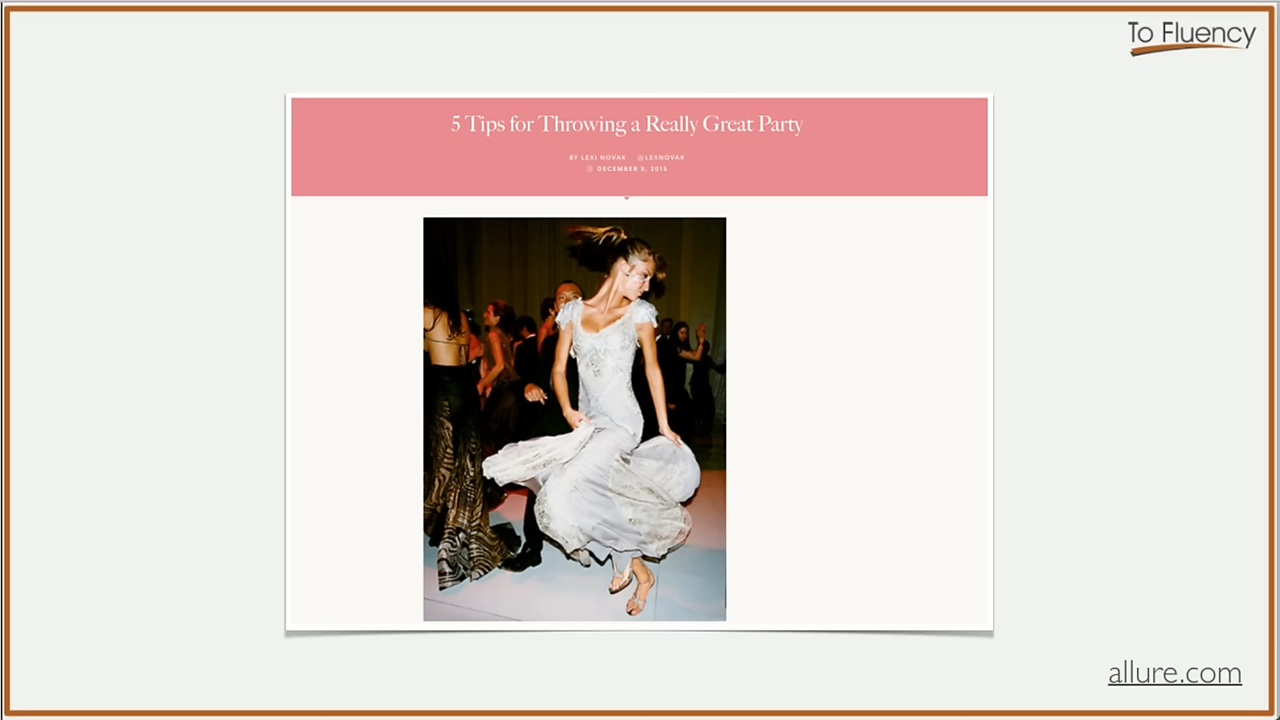 To Fluency
5 Tips for Throwing a Really Great Party
BY LEXI NOVAK @LEXNOVAK
DECEMBER 5, 2015
allure.com